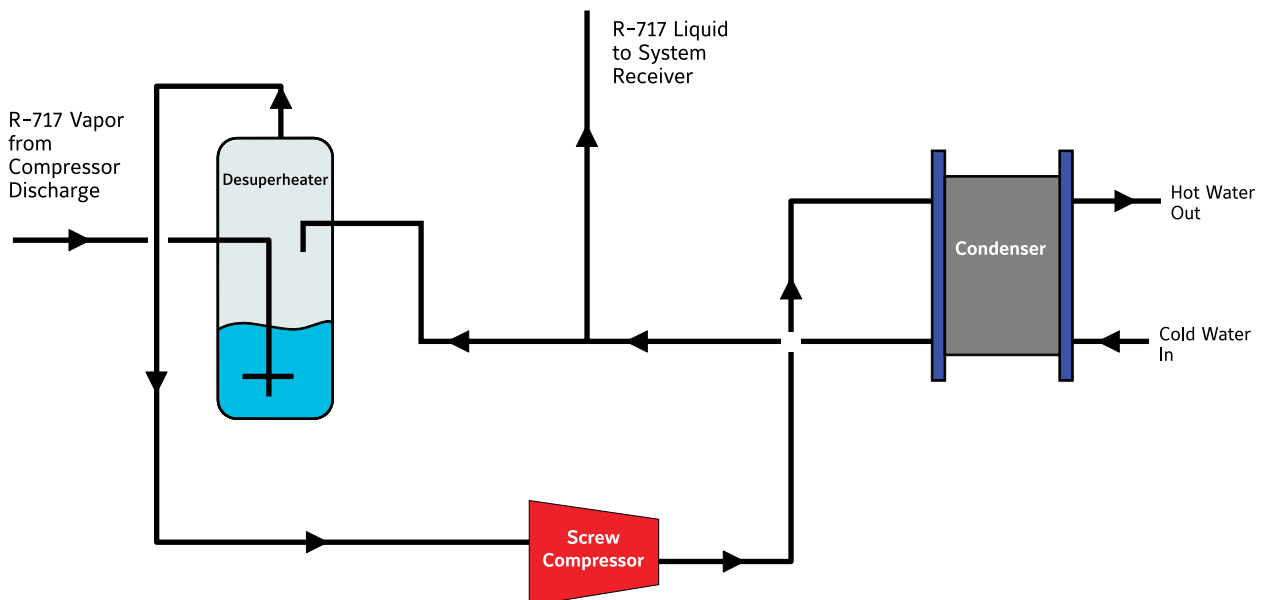 R-717 Liquid
to System
Receiver
R-717 Vapor
from
Compressor
Discharge
Desuperheater
Hot Water
Out
Condenser
Cold Water
In
Screw
Compressor